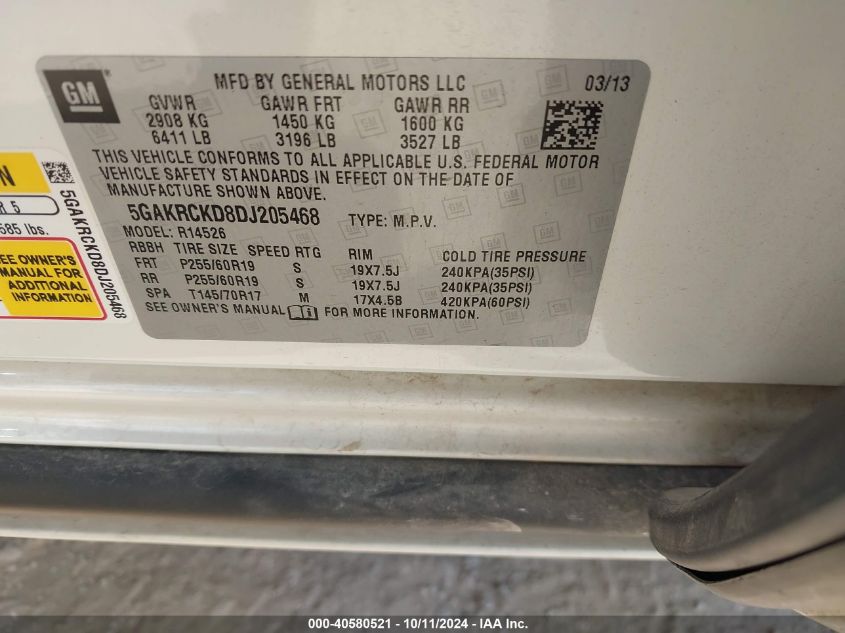 GM
MFD BY GENERAL MOTORS LLC 03/13
GVWR GAWR FRT GAWR RR
2908 KG 1450 KG 1600 KG
6411 LB 3196 LB 3527 LB
THIS VEHICLE CONFORMS TO ALL APPLICABLE U.S. FEDERAL MOTOR
VEHICLE SAFETY STANDARDS IN EFFECT ON THE DATE OF
MANUFACTURE SHOWN ABOVE.
5GAKRCKD8DJ205468 TYPE: M.P.V.
MODEL: R14526
RBBH TIRE SIZE SPEED RTG RIM COLD TIRE PRESSURE
FRT P255/60R19 S 19X7.5J 240KPA(35PSI)
RR P255/60R19 S 19X7.5J 240KPA(35PSI)
SPA T145/70R17 M 17X4.5B 420KPA(60PSI)
SEE OWNER'S MANUAL FOR MORE INFORMATION.
N
R 5
585 lbs.
SEE OWNER'S
MANUAL FOR
ADDITIONAL
INFORMATION
5GAKRCKD8DJ205468
000-40580521 - 10/11/2024 - IAA Inc.